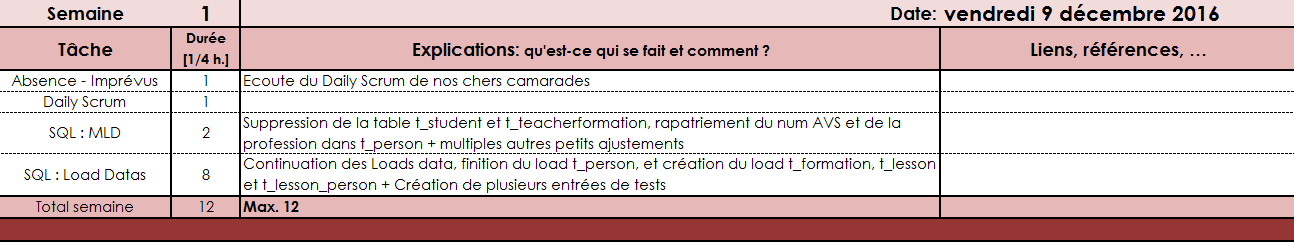 Semaine 1 Date: vendredi 9 décembre 2016
Tâche Durée [1/4 h.] Explications: qu'est-ce qui se fait et comment ? Liens, références, …
Absence - Imprévus 1 Ecoute du Daily Scrum de nos chers camarades
Daily Scrum 1
SQL : MLD 2 Suppression de la table t_student et t_teacherformation, rapatriement du num AVS et de la
profession dans t_person + multiples autres petits ajustements
SQL : Load Datas 8 Continuation des Loads data, finition du load t_person, et création du load t_formation, t_lesson
et t_lesson_person + Création de plusieurs entrées de tests
Total semaine 12 Max. 12